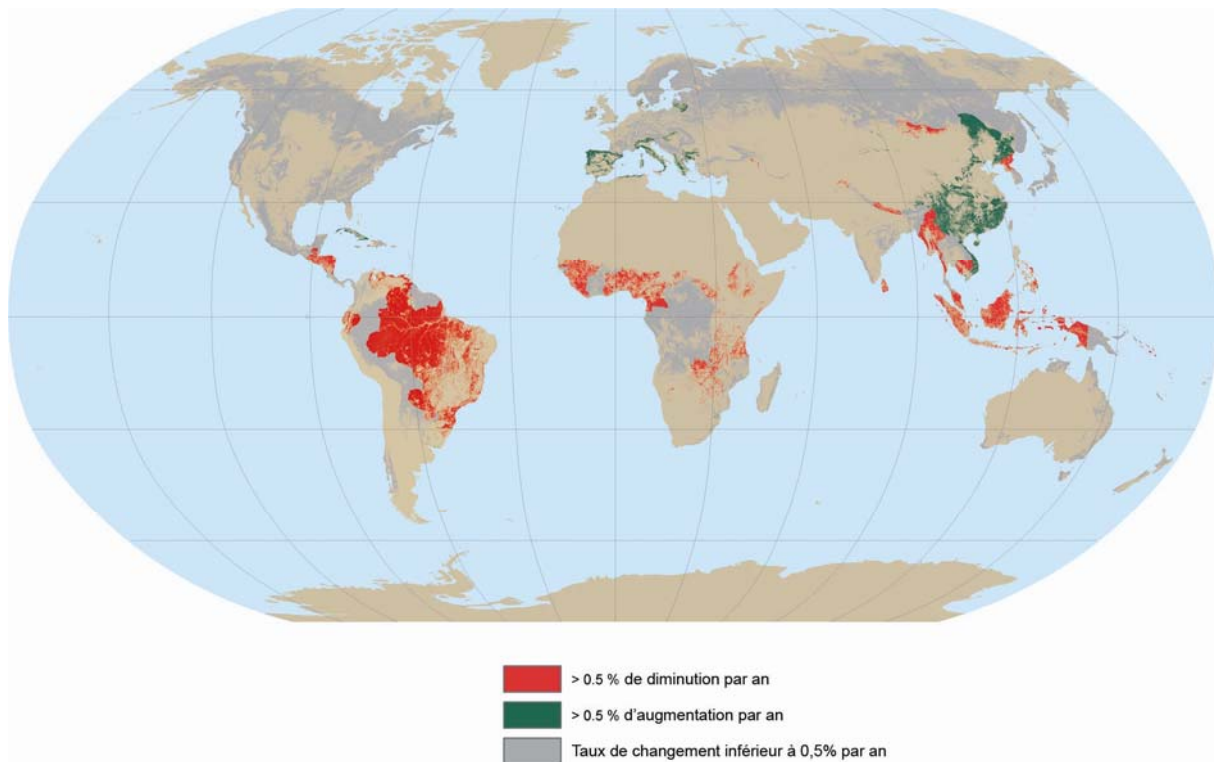 > 0.5 % de diminution par an
> 0.5 % d'augmentation par an
Taux de changement inférieur à 0,5% par an